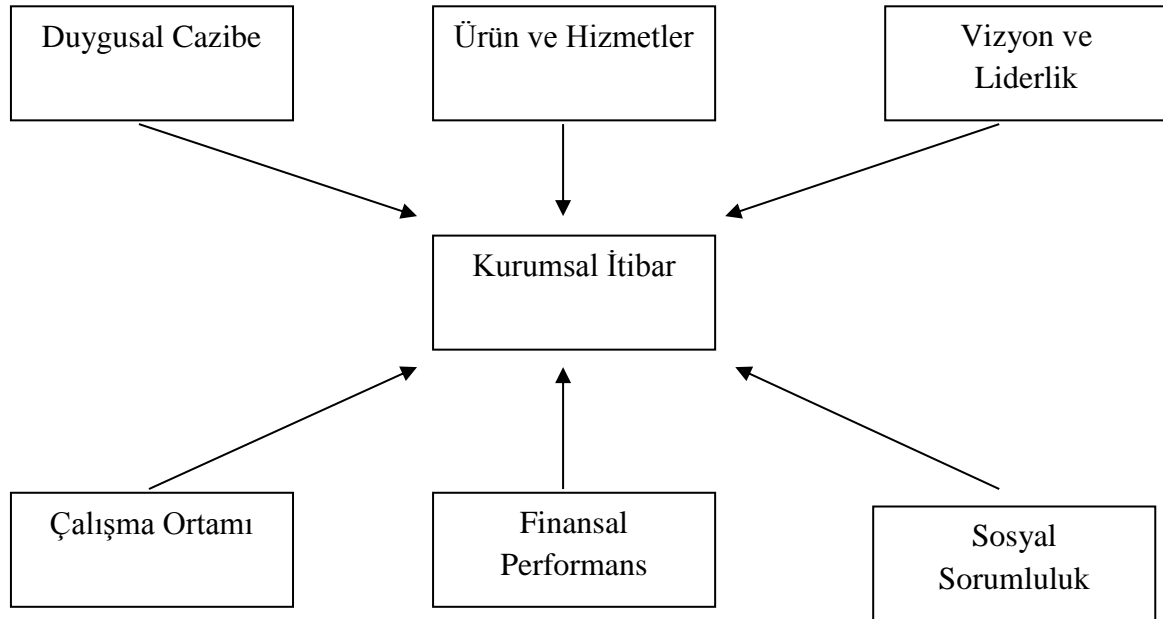 Duygusal Cazibe
Ürün ve Hizmetler
Vizyon ve
Liderlik
Kurumsal İtibar
Çalışma Ortamı
Finansal
Performans
Sosyal
Sorumluluk